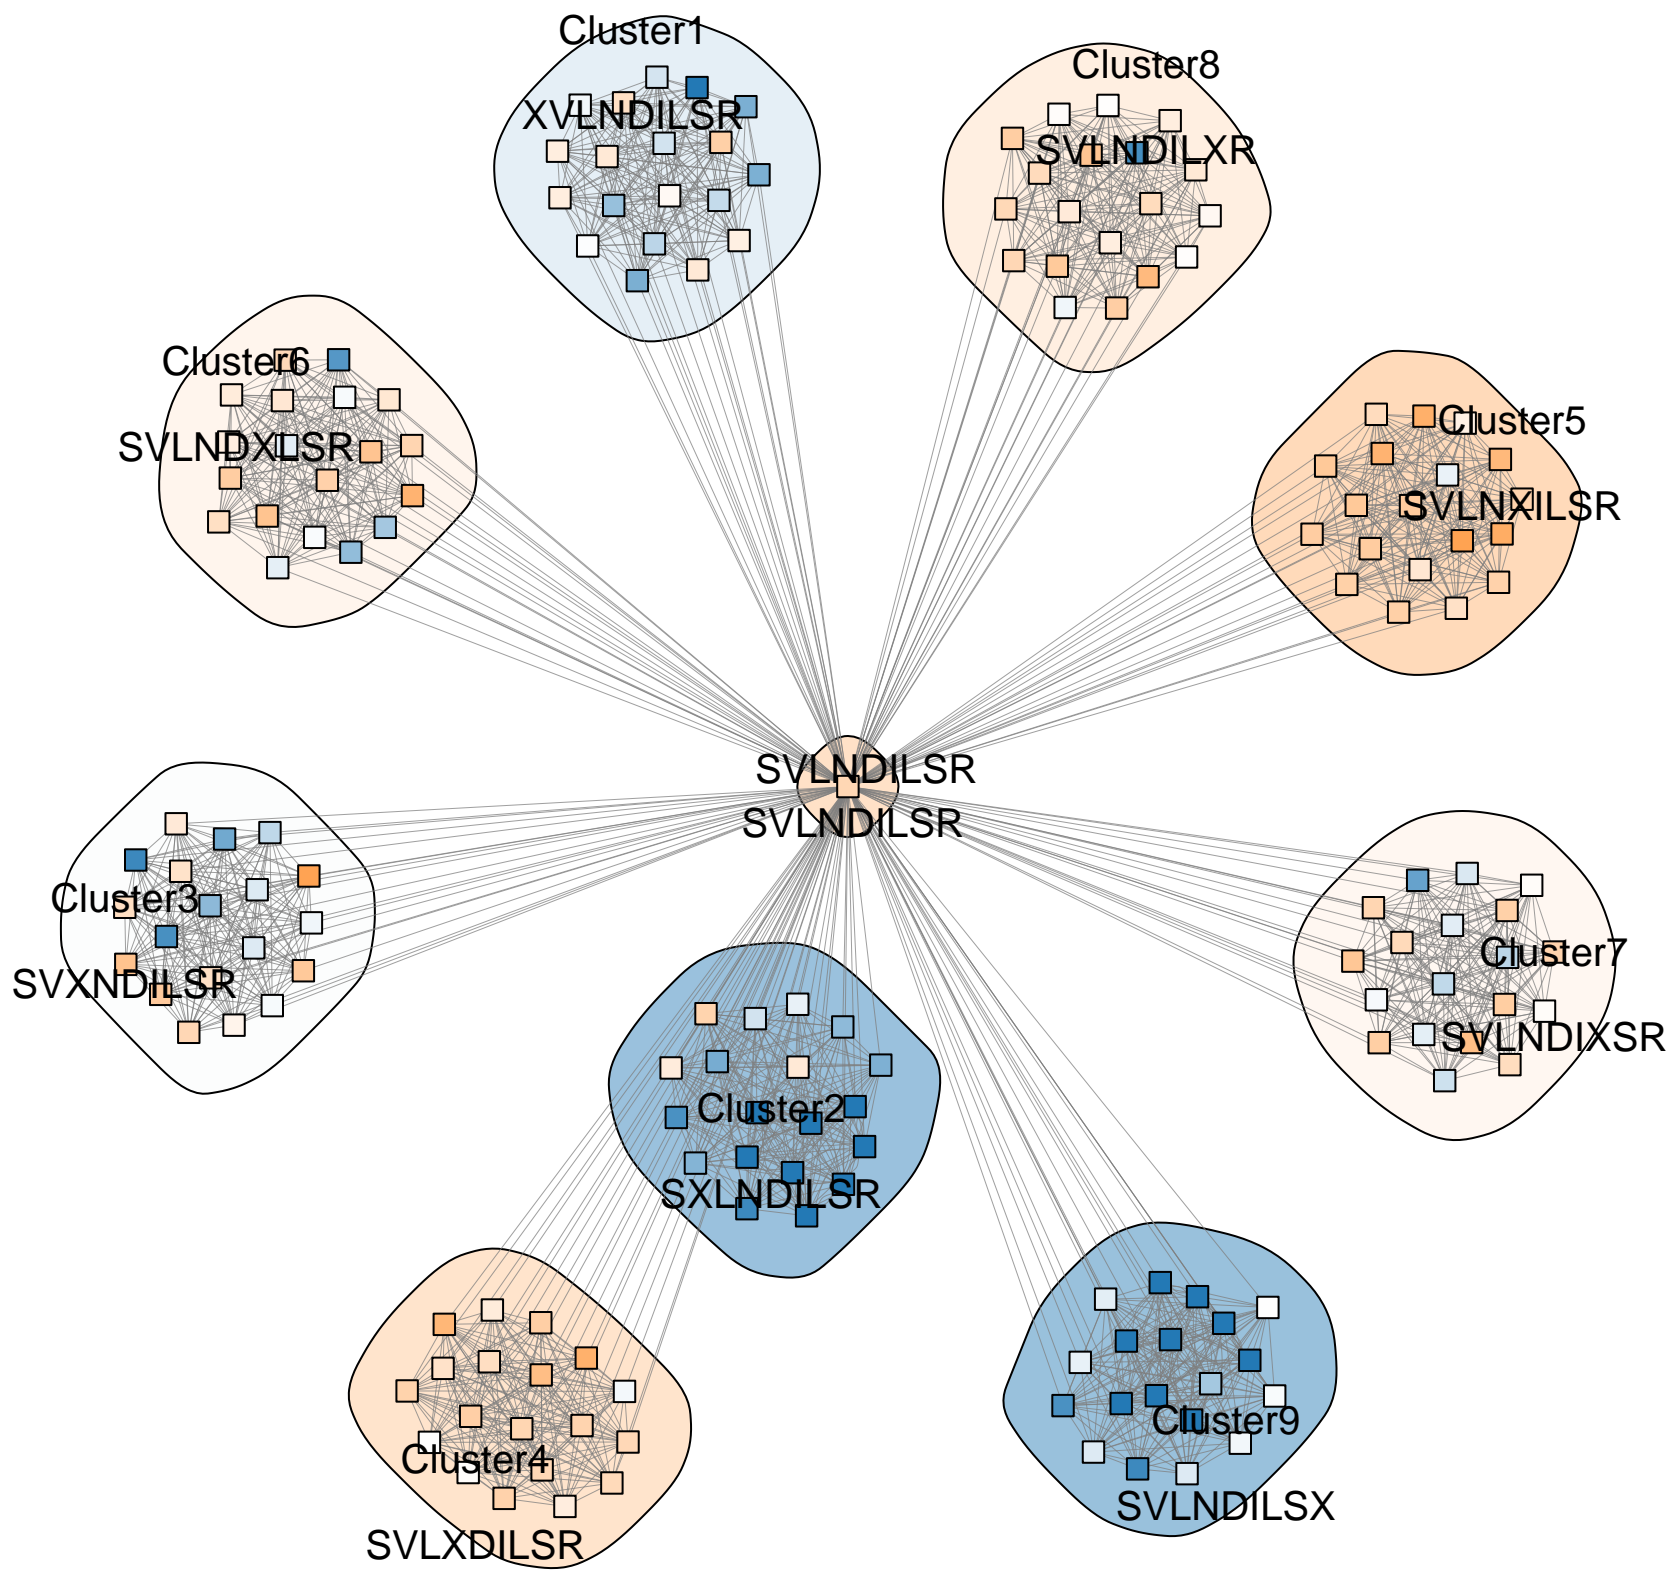 Cluster1
XVLNDILSR
Cluster8
SVLNDILXR
Cluster6
SVLNDXLSR
Cluster5
SVLNXILSR
SVLNDILSR
SVLNDILSR
Cluster3
SVXNDILSR
Cluster7
SVLNDIXSR
Cluster2
SXLNDILSR
Cluster4
SVLXDILSR
Cluster9
SVLNDILSX